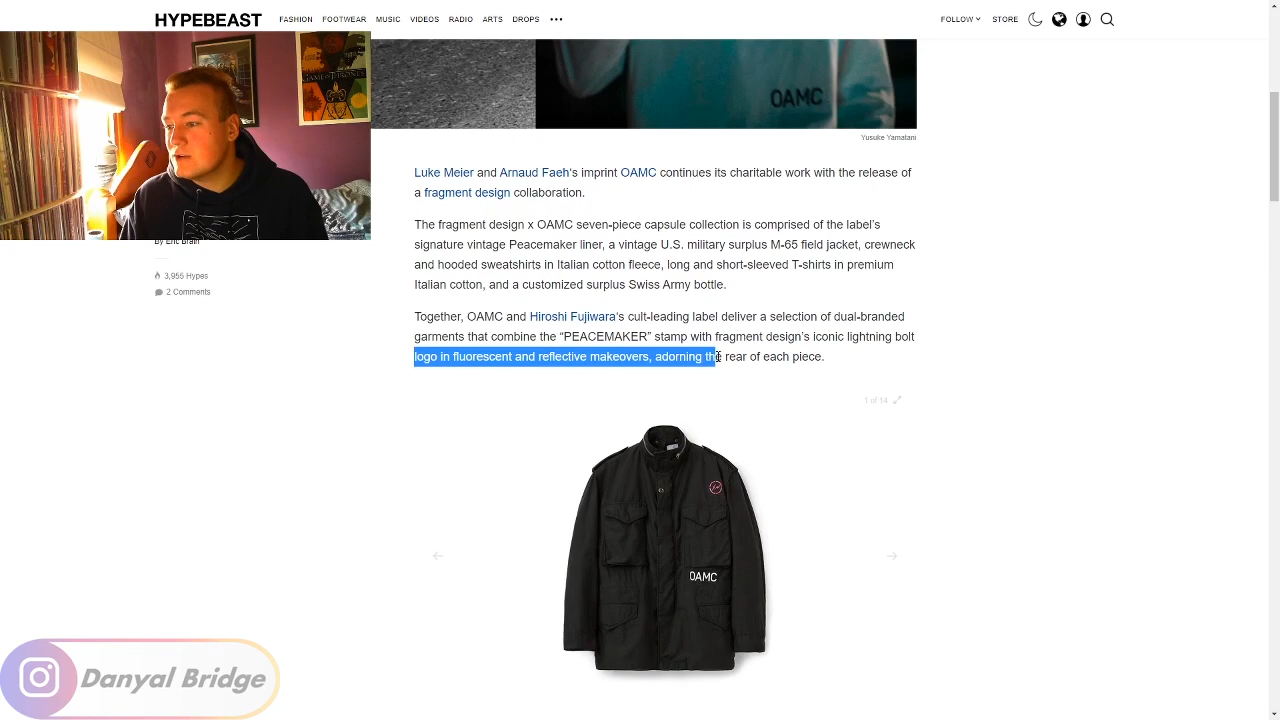 HYPEBEAST
FASHION FOOTWEAR MUSIC VIDEOS RADIO ARTS DROPS
FOLLOW STORE
GAME OF THRONES
OAMC
Yusuke Yamatani
Luke Meier and Arnaud Faeh's imprint OAMC continues its charitable work with the release of
a fragment design collaboration.
The fragment design x OAMC seven-piece capsule collection is comprised of the label's
signature vintage Peacemaker liner, a vintage U.S. military surplus M-65 field jacket, crewneck
and hooded sweatshirts in Italian cotton fleece, long and short-sleeved T-shirts in premium
Italian cotton, and a customized surplus Swiss Army bottle.
Together, OAMC and Hiroshi Fujiwara's cult-leading label deliver a selection of dual-branded
garments that combine the “PEACEMAKER” stamp with fragment design's iconic lightning bolt
logo in fluorescent and reflective makeovers, adorning the rear of each piece.
By Eric Brain
3,955 Hypes
2 Comments
1 of 14
OAMC
Danyal Bridge